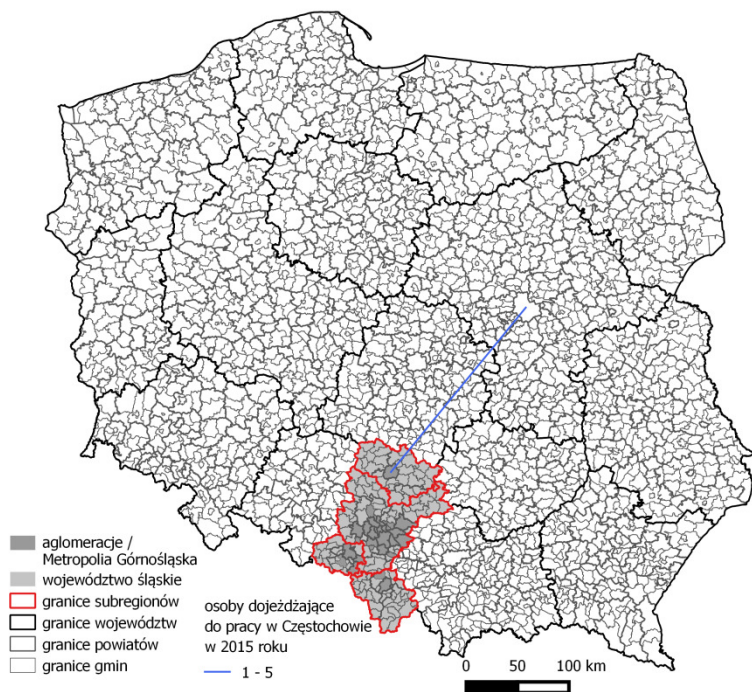 aglomeracje /
Metropolia Górnośląska
województwo śląskie
granice subregionów
granice województw
granice powiatów
granice gmin
osoby dojeżdżające
do pracy w Częstochowie
w 2015 roku
1 - 5
0 50 100 km